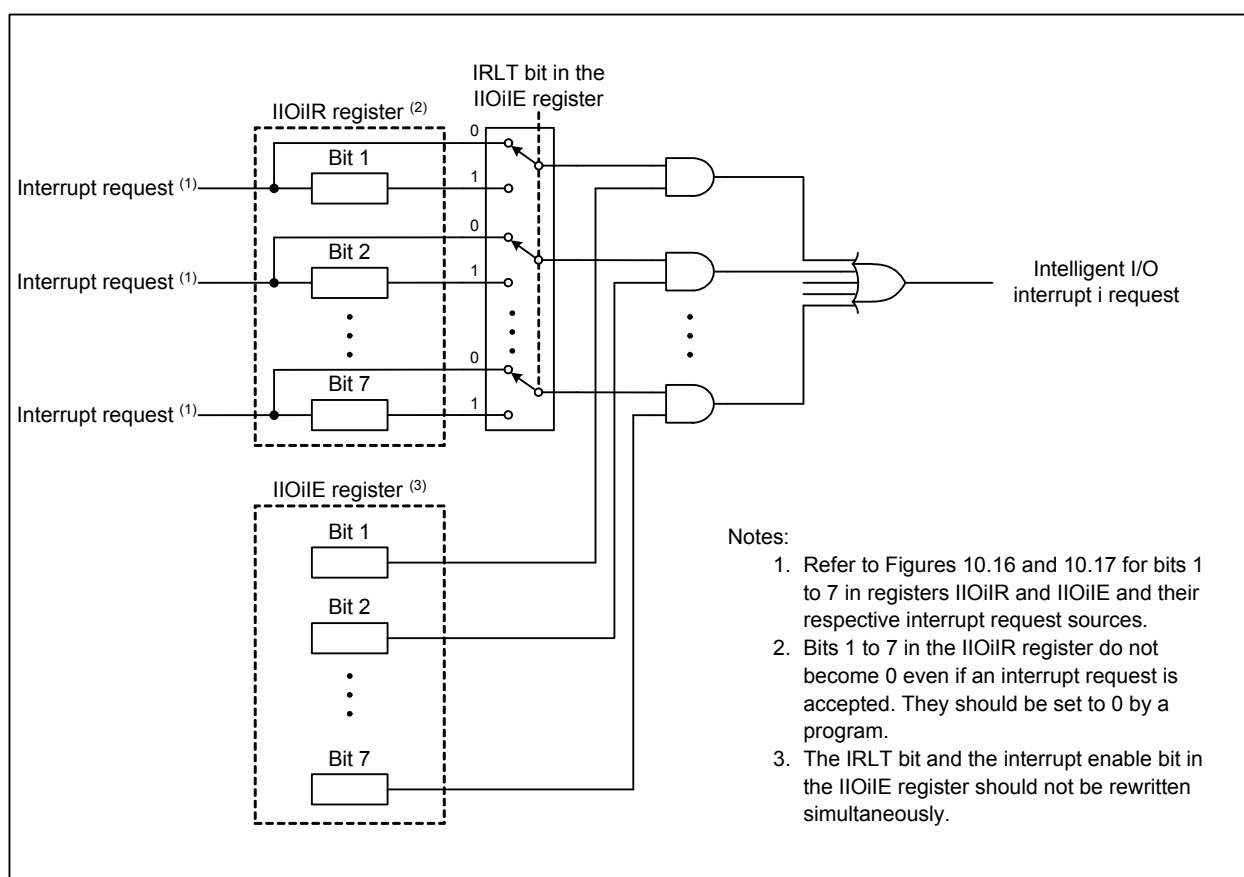 IRLT bit in the
IIOiIE register
IIOiIR register (2)
0
Bit 1
Interrupt request (1)
1
0
Bit 2
Interrupt request (1)
1
0
Bit 7
Interrupt request (1)
1
Intelligent I/O
interrupt i request
IIOiIE register (3)
Bit 1
Bit 2
Bit 7
Notes:
1. Refer to Figures 10.16 and 10.17 for bits 1
to 7 in registers IIOiIR and IIOiIE and their
respective interrupt request sources.
2. Bits 1 to 7 in the IIOiIR register do not
become 0 even if an interrupt request is
accepted. They should be set to 0 by a
program.
3. The IRLT bit and the interrupt enable bit in
the IIOiIE register should not be rewritten
simultaneously.